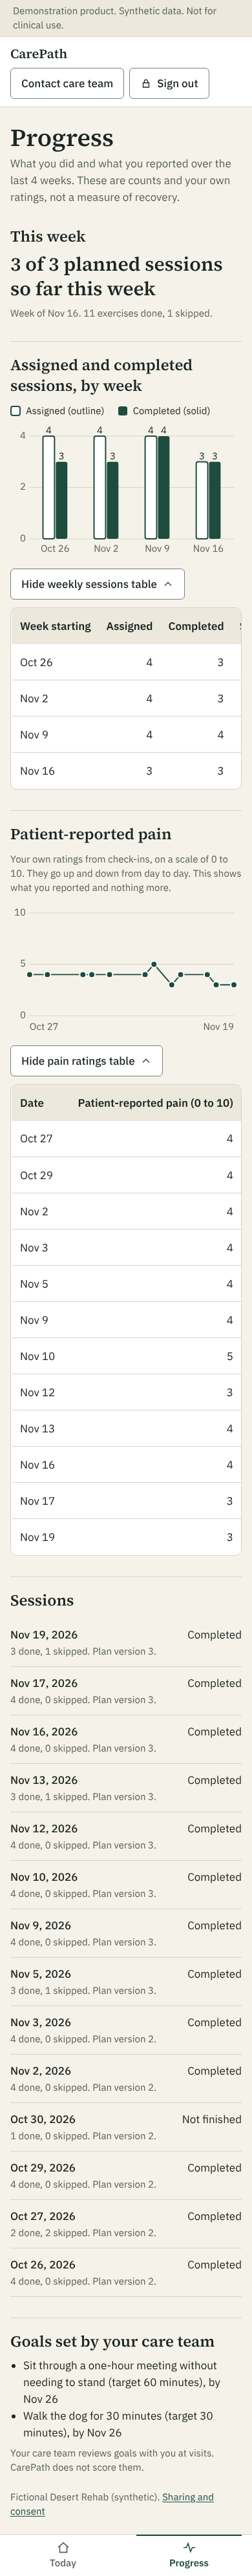 Demonstration product. Synthetic data. Not for
clinical use.
CarePath
Contact care team
Sign out
Progress
What you did and what you reported over the
last 4 weeks. These are counts and your own
ratings, not a measure of recovery.
This week
3 of 3 planned sessions
so far this week
Week of Nov 16. 11 exercises done, 1 skipped.
Assigned and completed
sessions, by week
Assigned (outline) Completed (solid)
4 3 4 3 4 4 3 3
4
2
0
Oct 26 Nov 2 Nov 9 Nov 16
Hide weekly sessions table
Week starting Assigned Completed
Oct 26 4 3
Nov 2 4 3
Nov 9 4 4
Nov 16 3 3
Patient-reported pain
Your own ratings from check-ins, on a scale of 0 to
10. They go up and down from day to day. This shows
what you reported and nothing more.
10
5
0
Oct 27 Nov 19
Hide pain ratings table
Date Patient-reported pain (0 to 10)
Oct 27 4
Oct 29 4
Nov 2 4
Nov 3 4
Nov 5 4
Nov 9 4
Nov 10 5
Nov 12 3
Nov 13 4
Nov 16 4
Nov 17 3
Nov 19 3
Sessions
Nov 19, 2026 Completed
3 done, 1 skipped. Plan version 3.
Nov 17, 2026 Completed
4 done, 0 skipped. Plan version 3.
Nov 16, 2026 Completed
4 done, 0 skipped. Plan version 3.
Nov 13, 2026 Completed
3 done, 1 skipped. Plan version 3.
Nov 12, 2026 Completed
4 done, 0 skipped. Plan version 3.
Nov 10, 2026 Completed
4 done, 0 skipped. Plan version 3.
Nov 9, 2026 Completed
4 done, 0 skipped. Plan version 3.
Nov 5, 2026 Completed
3 done, 1 skipped. Plan version 3.
Nov 3, 2026 Completed
4 done, 0 skipped. Plan version 2.
Nov 2, 2026 Completed
4 done, 0 skipped. Plan version 2.
Oct 30, 2026 Not finished
1 done, 0 skipped. Plan version 2.
Oct 29, 2026 Completed
4 done, 0 skipped. Plan version 2.
Oct 27, 2026 Completed
2 done, 2 skipped. Plan version 2.
Oct 26, 2026 Completed
4 done, 0 skipped. Plan version 2.
Goals set by your care team
• Sit through a one-hour meeting without
needing to stand (target 60 minutes), by
Nov 26
• Walk the dog for 30 minutes (target 30
minutes), by Nov 26
Your care team reviews goals with you at visits.
CarePath does not score them.
Fictional Desert Rehab (synthetic). Sharing and
consent
Today Progress